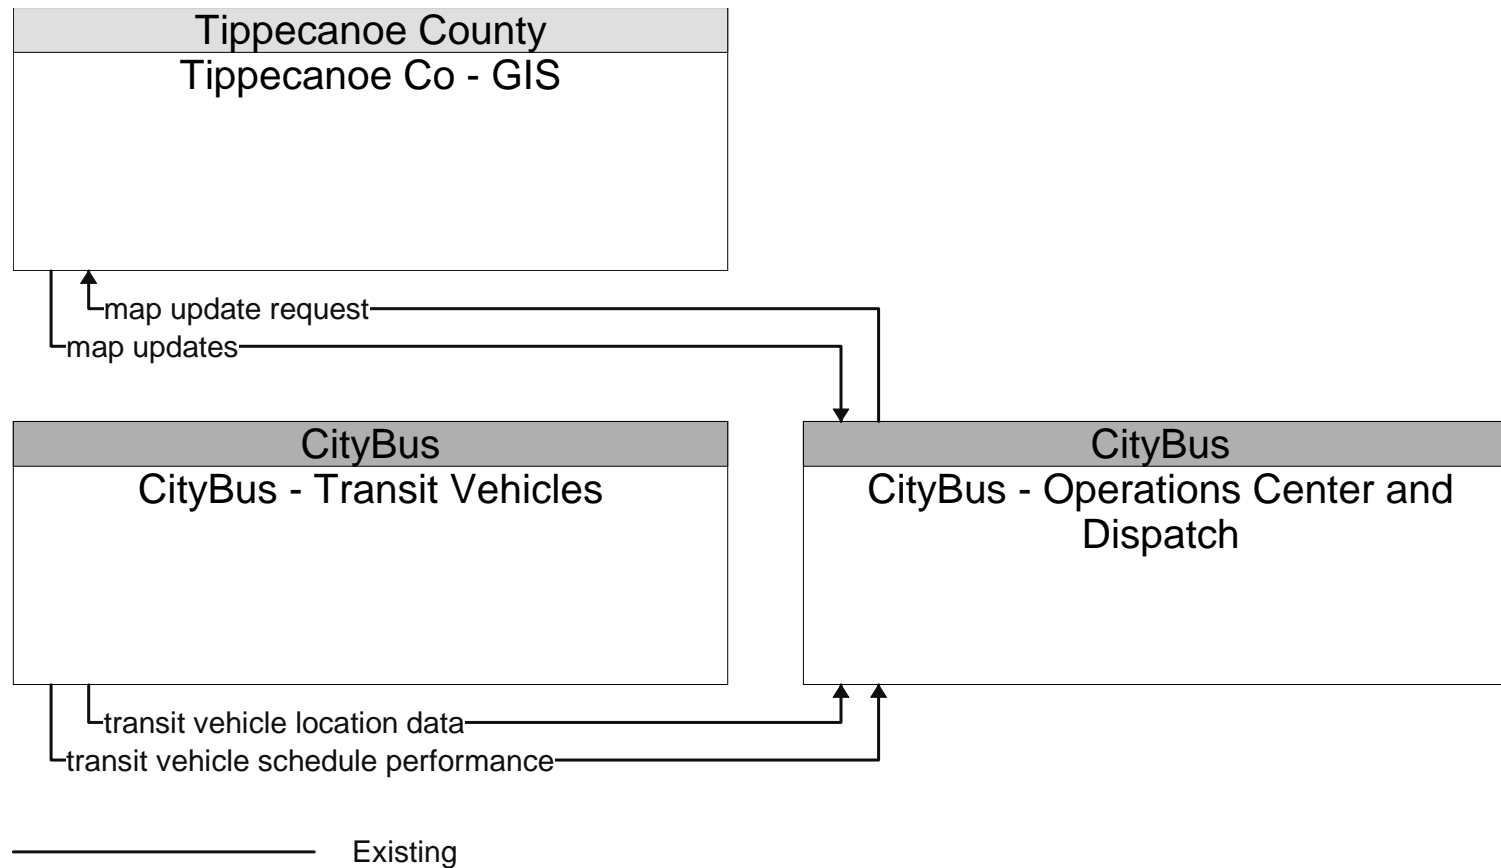 Tippecanoe County
Tippecanoe Co - GIS
map update request
map updates
CityBus
CityBus - Transit Vehicles
CityBus
CityBus - Operations Center and
Dispatch
transit vehicle location data
transit vehicle schedule performance
Existing